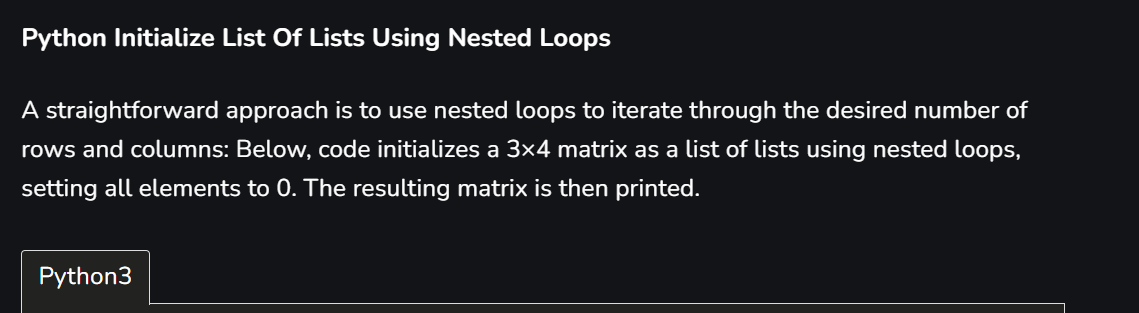 Python Initialize List Of Lists Using Nested Loops
A straightforward approach is to use nested loops to iterate through the desired number of
rows and columns: Below, code initializes a 3×4 matrix as a list of lists using nested loops,
setting all elements to 0. The resulting matrix is then printed.
Python3